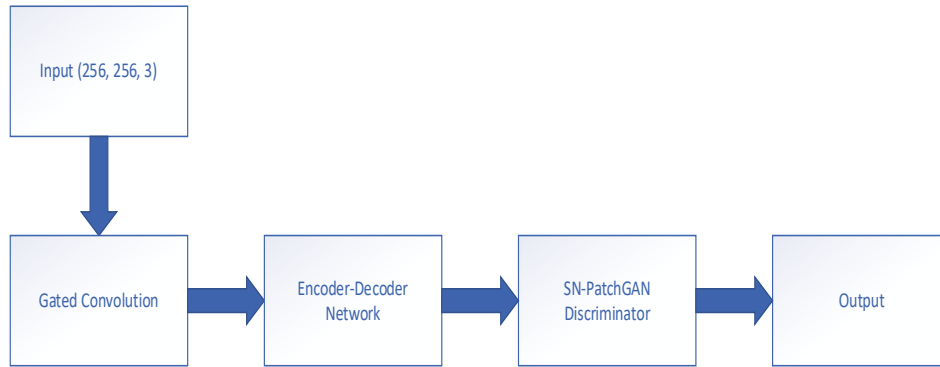 Input (256, 256, 3)
Gated Convolution
Encoder-Decoder
Network
SN-PatchGAN
Discriminator
Output